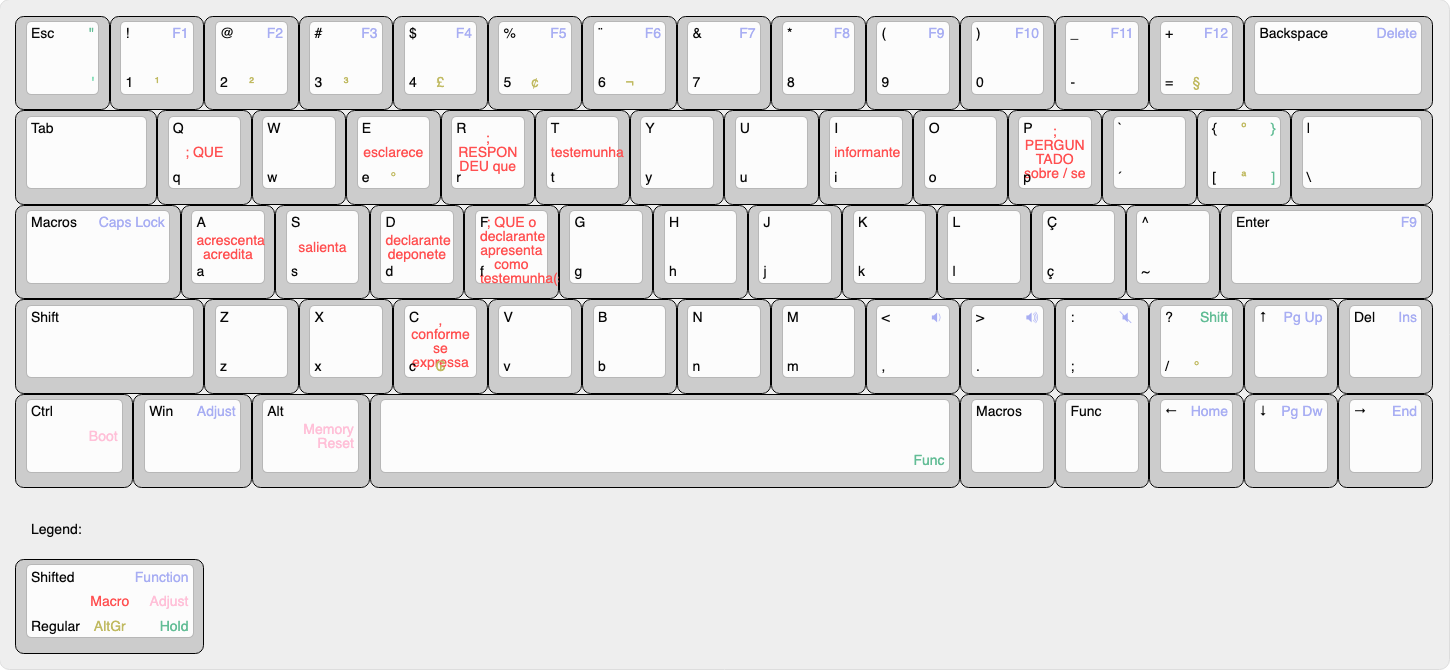 Esc " ! F1 @ F2 # F3 $ F4 % F5 ¨ F6 & F7 * F8 ( F9 ) F10 _ F11 + F12 Backspace Delete
' 1 ¹ 2 ² 3 ³ 4 £ 5 ¢ 6 ¬ 7 8 9 0 - = §
Tab Q W E R T Y U I O P ` { ° } |
; QUE esclarece ; RESPON DEU que testemunha informante ; PERGUN TADO sobre / se
q w e ° r t y u i o p ´ [ ª ] \
Macros Caps Lock A S D F G H J K L Ç ^ Enter F9
acrescenta acredita salienta declarante deponete ; QUE o declarante apresenta como testemunha(
a s d f g h j k l ç ~
Shift Z X C V B N M < > : ? Shift ↑ Pg Up Del Ins
, conforme se expressa
z x c v b n m , . ; / °
Ctrl Win Adjust Alt Macros Func ← Home ↓ Pg Dw → End
Boot Memory Reset
Func
Legend:
Shifted Function
Macro Adjust
Regular AltGr Hold